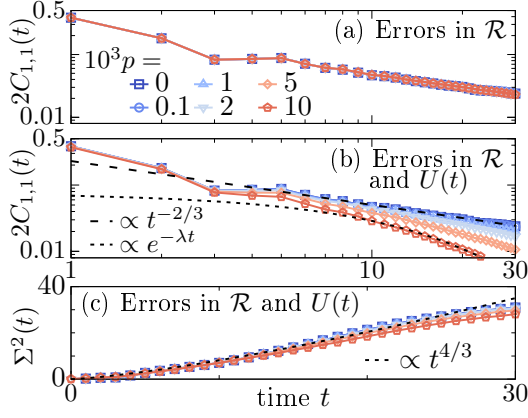 0.5
(a) Errors in ℛ
2C₁,₁(t)
10³p =
0 1 5
0.1 2 10
0.01
0.5
(b) Errors in ℛ
and U(t)
2C₁,₁(t)
∝ t^{-2/3}
∝ e^{-λt}
0.01
1 10 30
40
(c) Errors in ℛ and U(t)
Σ²(t)
∝ t^{4/3}
0
0 time t 30